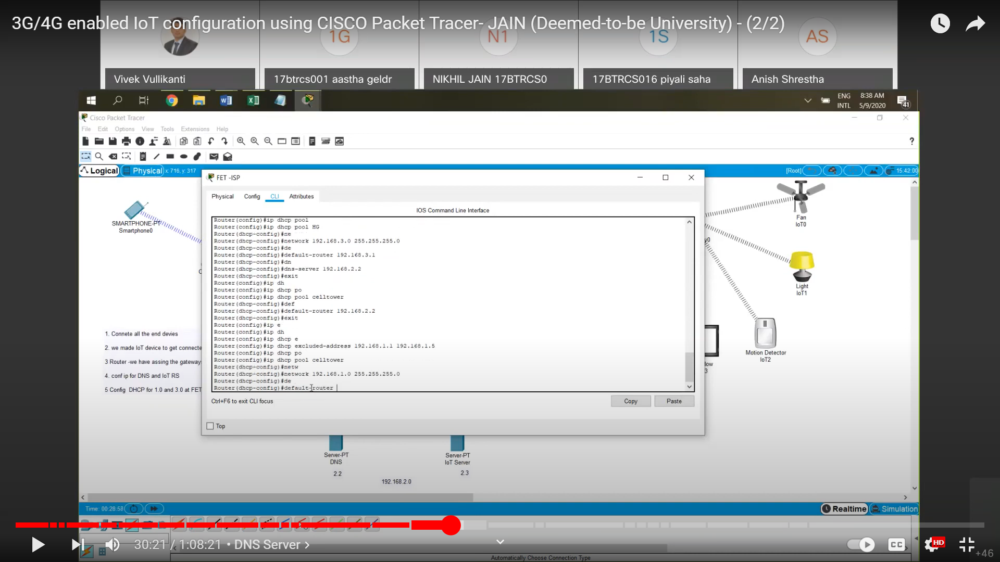 3G/4G enabled IoT configuration using CISCO Packet Tracer- JAIN (Deemed-to-be University) - (2/2)
1G
N1
1S
AS
Vivek Vullikanti
17btrcs001 aastha geldr
NIKHIL JAIN 17BTRCS0
17BTRCS016 piyali saha
Anish Shrestha
ENG
INTL
8:38 AM
5/9/2020
41
Cisco Packet Tracer
File Edit Options View Tools Extensions Help
?
Logical
Physical
x: 716, y: 317
[Root]
15:42:00
FET -ISP
Physical Config CLI Attributes
IOS Command Line Interface
Router(config)#ip dhcp pool
Router(config)#ip dhcp pool HG
Router(dhcp-config)#ne
Router(dhcp-config)#network 192.168.3.0 255.255.255.0
Router(dhcp-config)#de
Router(dhcp-config)#default-router 192.168.3.1
Router(dhcp-config)#dn
Router(dhcp-config)#dns-server 192.168.2.2
Router(dhcp-config)#exit
Router(config)#ip dh
Router(config)#ip dhcp po
Router(config)#ip dhcp pool celltower
Router(dhcp-config)#def
Router(dhcp-config)#default-router 192.168.2.2
Router(dhcp-config)#exit
Router(config)#ip e
Router(config)#ip dh
Router(config)#ip dhcp e
Router(config)#ip dhcp excluded-address 192.168.1.1 192.168.1.5
Router(config)#ip dhcp po
Router(config)#ip dhcp pool celltower
Router(dhcp-config)#netw
Router(dhcp-config)#network 192.168.1.0 255.255.255.0
Router(dhcp-config)#de
Router(dhcp-config)#default-router
Ctrl+F6 to exit CLI focus
Copy
Paste
Top
SMARTPHONE-PT
Smartphone0
C
y0
Fan
IoT0
Light
IoT1
Motion Detector
IoT2
low
3
1. Connete all the end devies
2. we made IoT device to get connecte
3 Router -we have assing the gateway
4. conf ip for DNS and IoT RS
5 Config DHCP for 1.0 and 3.0 at FET
Server-PT
DNS
2.2
Server-PT
IoT Server
2.3
192.168.2.0
Time: 00:28:58
Realtime
Simulation
30:21 / 1:08:21 • DNS Server
CC
HD
+46
Automatically Choose Connection Type